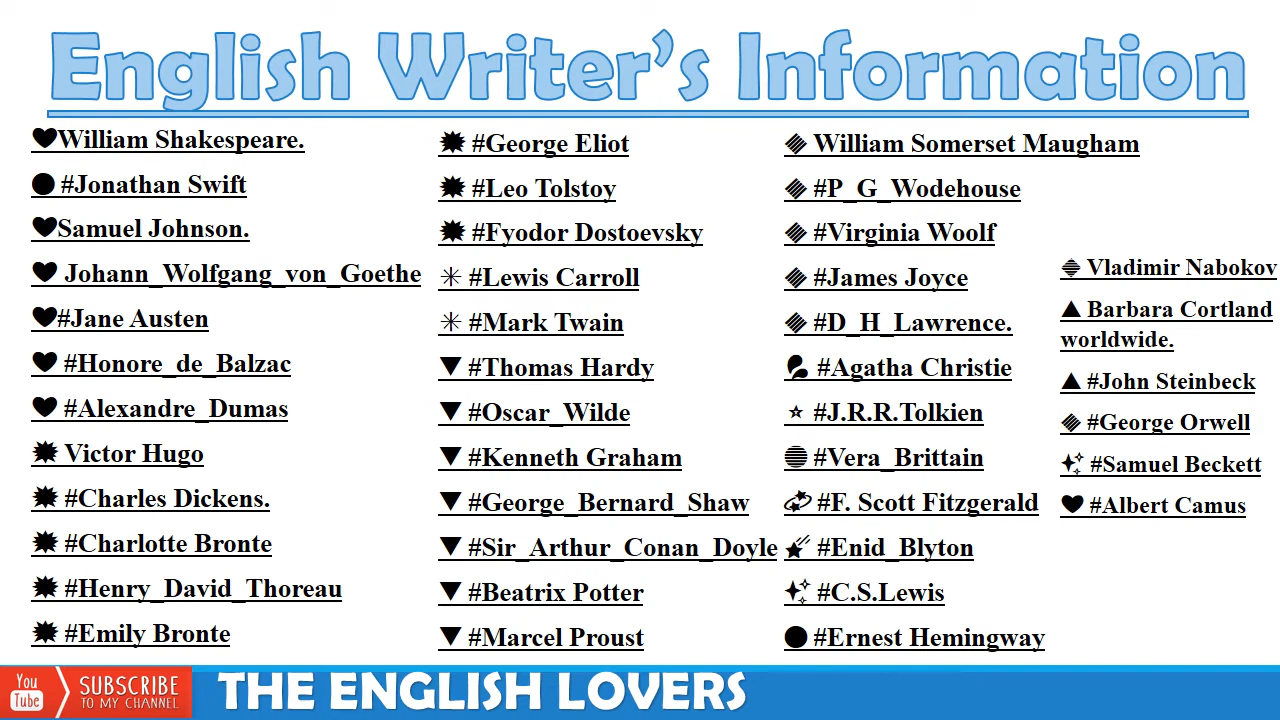 English Writer's Information
♥William Shakespeare.
● #Jonathan Swift
♥Samuel Johnson.
♥ Johann_Wolfgang_von_Goethe
♥#Jane Austen
♥ #Honore_de_Balzac
♥ #Alexandre_Dumas
✹ Victor Hugo
✹ #Charles Dickens.
✹ #Charlotte Bronte
✹ #Henry_David_Thoreau
✹ #Emily Bronte
✹ #George Eliot
✹ #Leo Tolstoy
✹ #Fyodor Dostoevsky
✳ #Lewis Carroll
✳ #Mark Twain
▼ #Thomas Hardy
▼ #Oscar_Wilde
▼ #Kenneth Graham
▼ #George_Bernard_Shaw
▼ #Sir_Arthur_Conan_Doyle
▼ #Beatrix Potter
▼ #Marcel Proust
William Somerset Maugham
#P_G_Wodehouse
#Virginia Woolf
#James Joyce
#D_H_Lawrence.
#Agatha Christie
#J.R.R.Tolkien
#Vera_Brittain
#F. Scott Fitzgerald
#Enid_Blyton
#C.S.Lewis
● #Ernest Hemingway
Vladimir Nabokov
▲ Barbara Cortland
worldwide.
▲ #John Steinbeck
#George Orwell
#Samuel Beckett
♥ #Albert Camus
You
Tube
SUBSCRIBE
TO MY CHANNEL
THE ENGLISH LOVERS